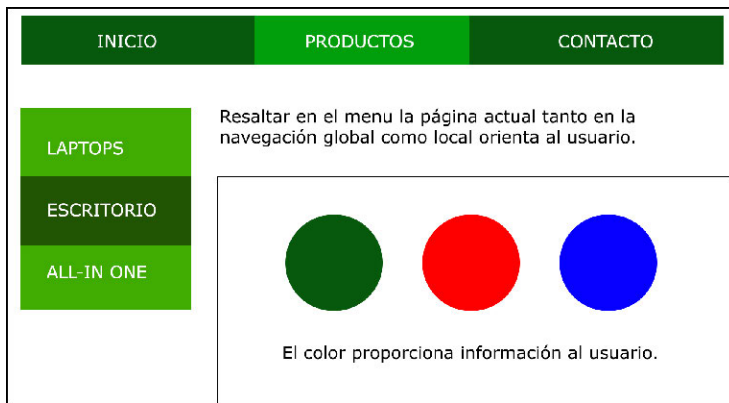 INICIO PRODUCTOS CONTACTO
Resaltar en el menu la página actual tanto en la
navegación global como local orienta al usuario.
LAPTOPS
ESCRITORIO
ALL-IN ONE
El color proporciona información al usuario.